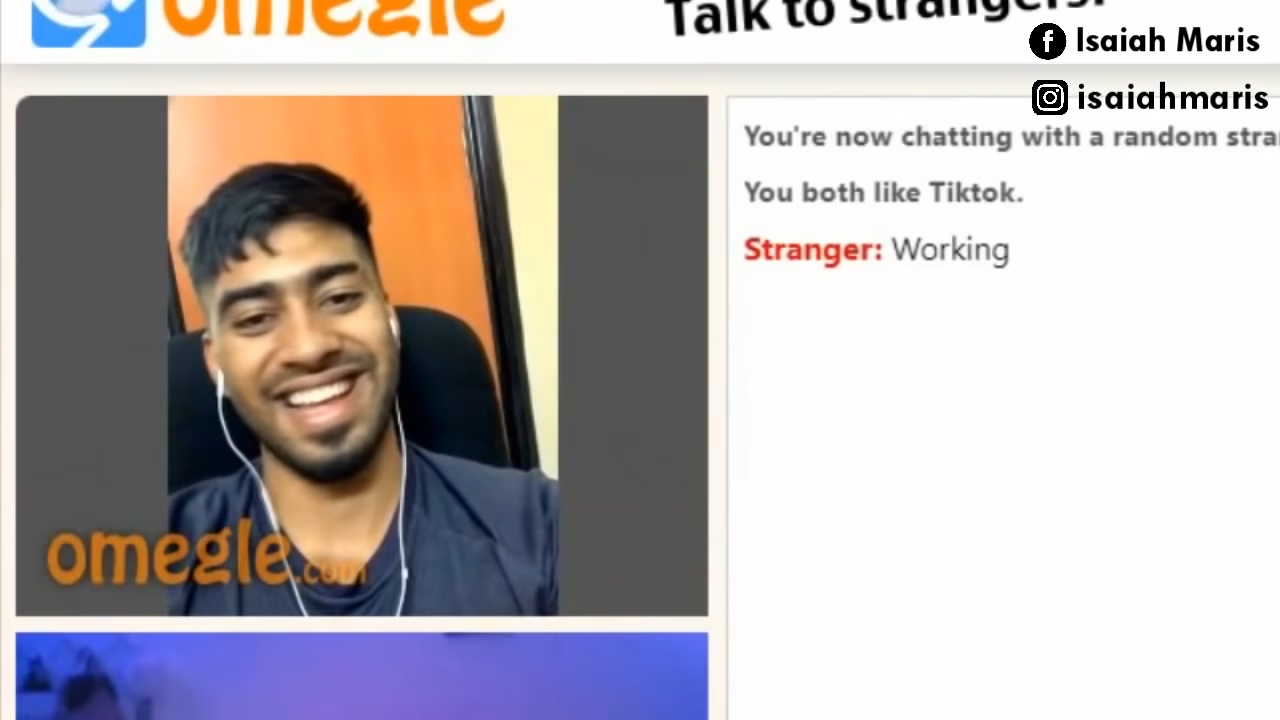 omegle
Talk to strangers!
Isaiah Maris
isaiahmaris
You're now chatting with a random
You both like Tiktok.
Stranger: Working
omegle.com